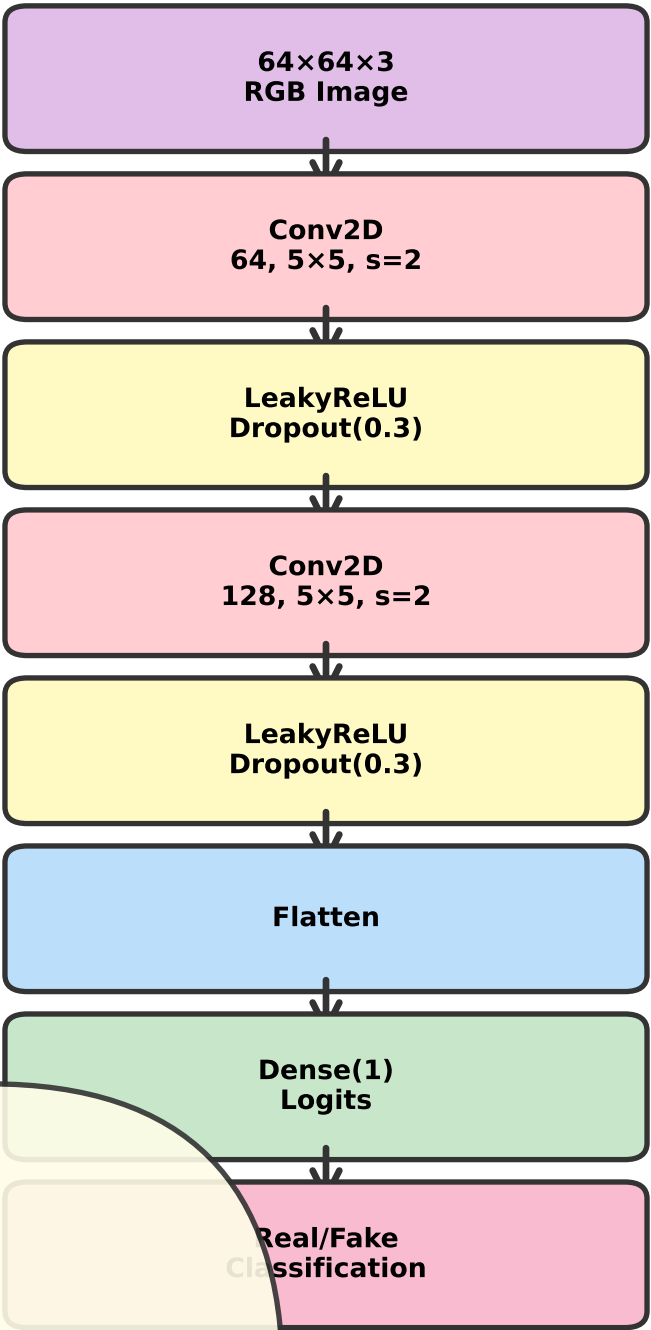 64×64×3
RGB Image
Conv2D
64, 5×5, s=2
LeakyReLU
Dropout(0.3)
Conv2D
128, 5×5, s=2
LeakyReLU
Dropout(0.3)
Flatten
Dense(1)
Logits
Real/Fake
Classification